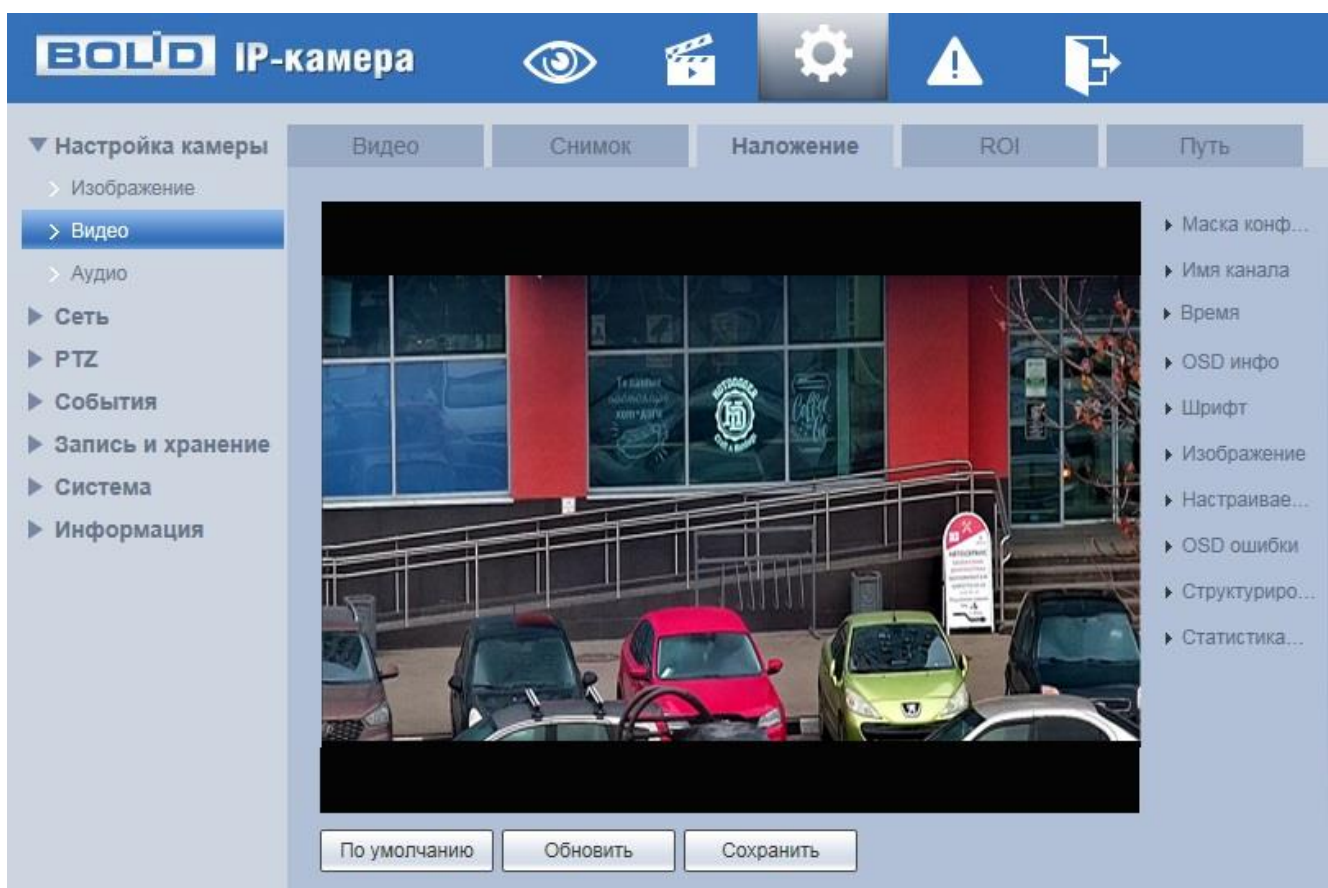 BOLID IP-камера
Настройка камеры
Изображение
Видео
Аудио
Сеть
PTZ
События
Запись и хранение
Система
Информация
Видео Снимок Наложение ROI Путь
Маска конф...
Имя канала
Время
OSD инфо
Шрифт
Изображение
Настраивае...
OSD ошибки
Структуриро...
Статистика...
HOTDOGGER
АВТОСЕРВИС
По умолчанию Обновить Сохранить